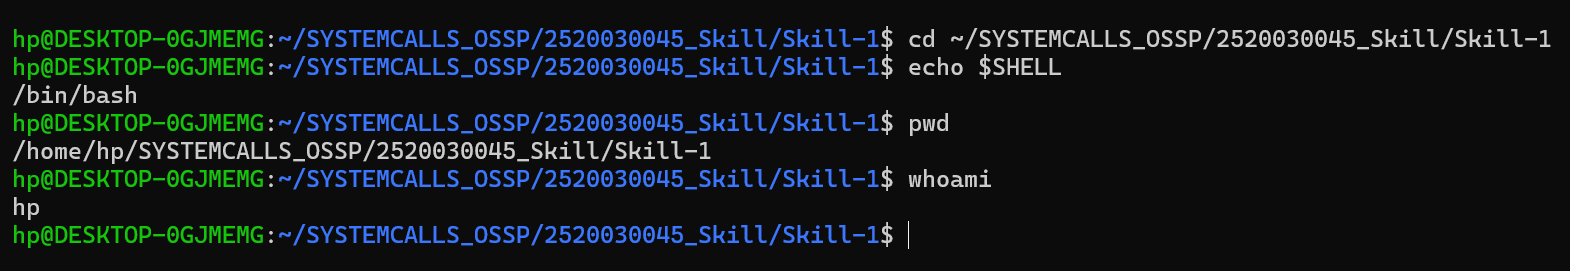 hp@DESKTOP-0GJMEMG:~/SYSTEMCALLS_OSSP/2520030045_Skill/Skill-1$ cd ~/SYSTEMCALLS_OSSP/2520030045_Skill/Skill-1
hp@DESKTOP-0GJMEMG:~/SYSTEMCALLS_OSSP/2520030045_Skill/Skill-1$ echo $SHELL
/bin/bash
hp@DESKTOP-0GJMEMG:~/SYSTEMCALLS_OSSP/2520030045_Skill/Skill-1$ pwd
/home/hp/SYSTEMCALLS_OSSP/2520030045_Skill/Skill-1
hp@DESKTOP-0GJMEMG:~/SYSTEMCALLS_OSSP/2520030045_Skill/Skill-1$ whoami
hp
hp@DESKTOP-0GJMEMG:~/SYSTEMCALLS_OSSP/2520030045_Skill/Skill-1$